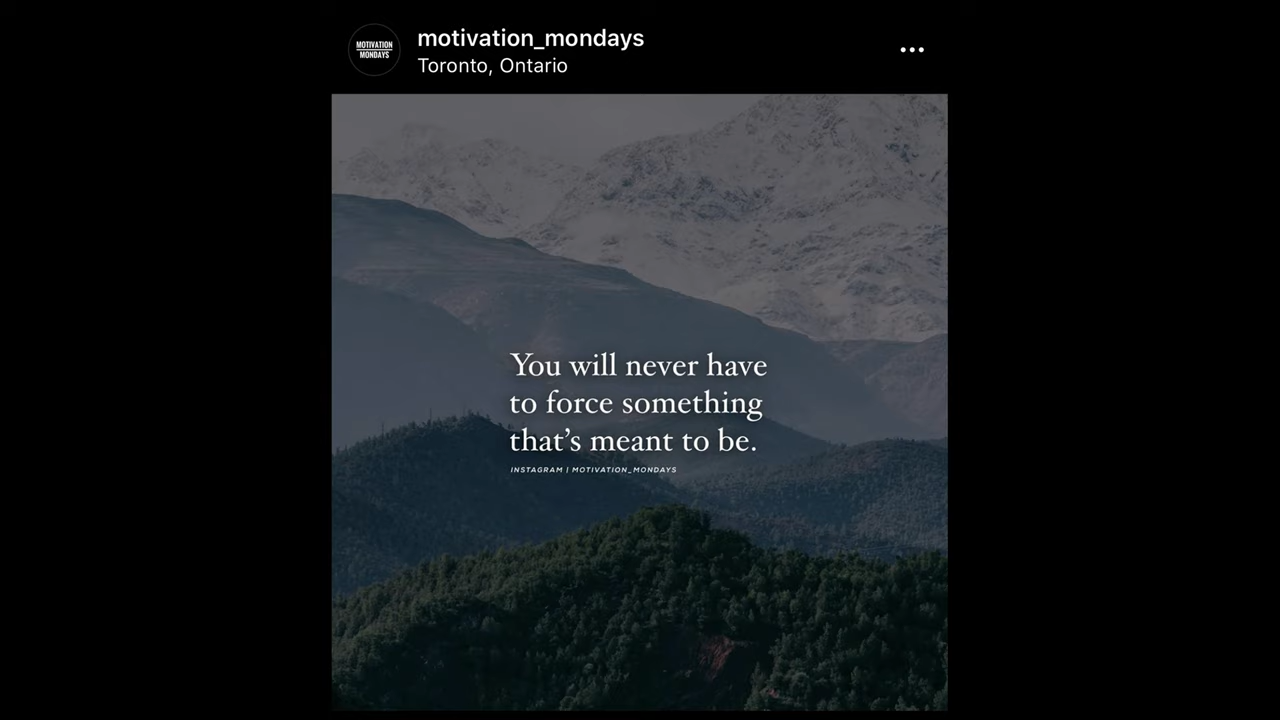 MOTIVATION
MONDAYS
motivation_mondays
Toronto, Ontario
You will never have
to force something
that's meant to be.
INSTAGRAM | MOTIVATION_MONDAYS